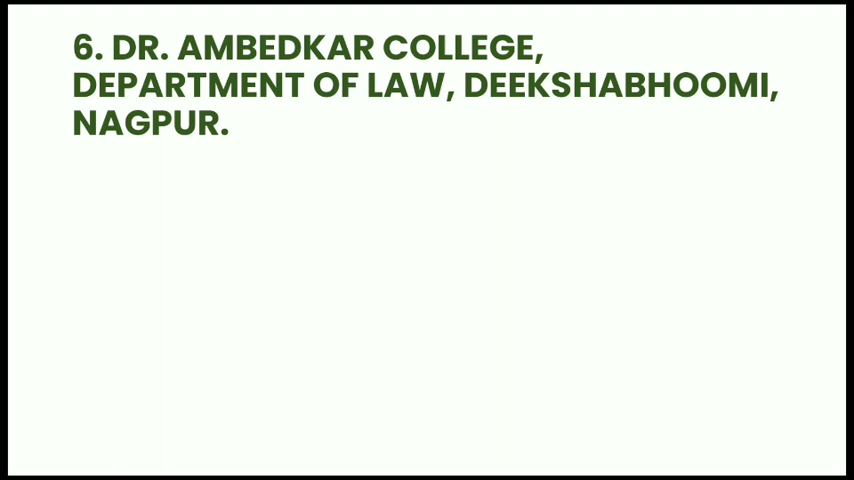 6. DR. AMBEDKAR COLLEGE,
DEPARTMENT OF LAW, DEEKSHABHOOMI,
NAGPUR.